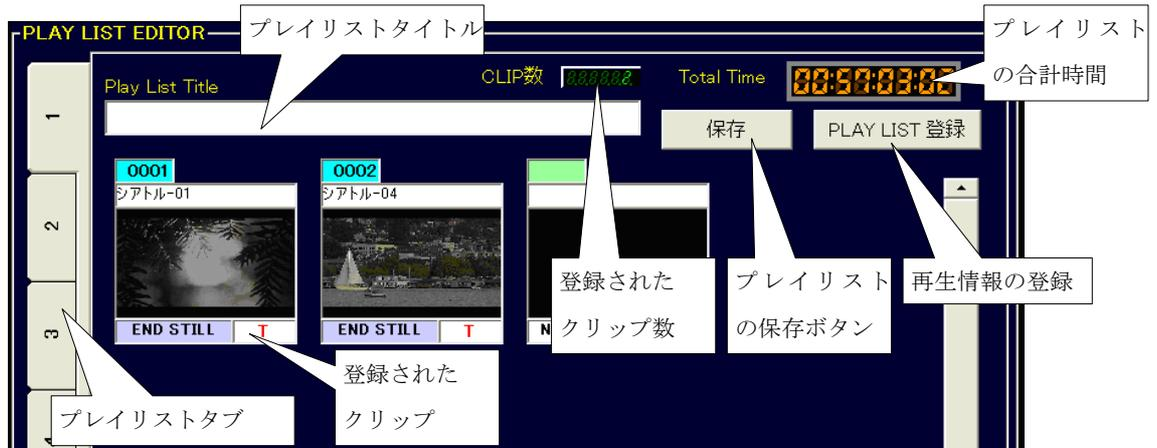 プレイリストタイトル
プレイリスト
の合計時間
PLAY LIST EDITOR
Play List Title
CLIP数
2
Total Time
保存
PLAY LIST 登録
1
2
3
0001
0002
シアトル-01
シアトル-04
END STILL
T
END STILL
T
N
登録された
クリップ数
プレイリスト
の保存ボタン
再生情報の登録
登録された
クリップ
プレイリストタブ